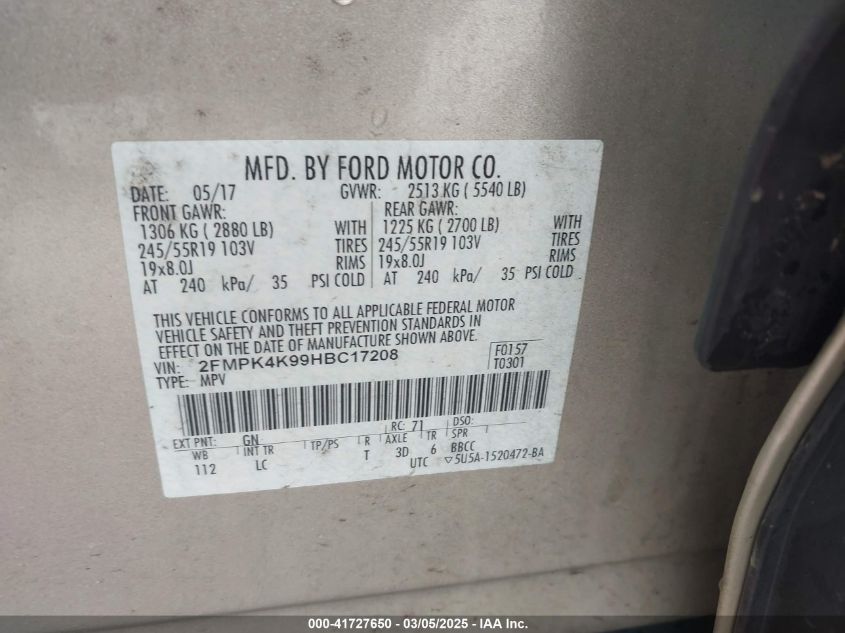 MFD. BY FORD MOTOR CO.
DATE: 05/17 GVWR: 2513 KG ( 5540 LB)
FRONT GAWR: REAR GAWR:
1306 KG ( 2880 LB) WITH 1225 KG ( 2700 LB) WITH
245/55R19 103V TIRES 245/55R19 103V TIRES
19x8.0J RIMS 19x8.0J RIMS
AT 240 kPa/ 35 PSI COLD AT 240 kPa/ 35 PSI COLD
THIS VEHICLE CONFORMS TO ALL APPLICABLE FEDERAL MOTOR
VEHICLE SAFETY AND THEFT PREVENTION STANDARDS IN
EFFECT ON THE DATE OF MANUFACTURE SHOWN ABOVE.
VIN: 2FMPK4K99HBC17208 F0157
TYPE: MPV T0301
EXT PNT: GN RC: 71 DSO:
WB INT TR TP/PS R AXLE TR SPR
112 LC T 3D 6 BBCC
UTC ▽5U5A-1520472-BA
000-41727650 - 03/05/2025 - IAA Inc.